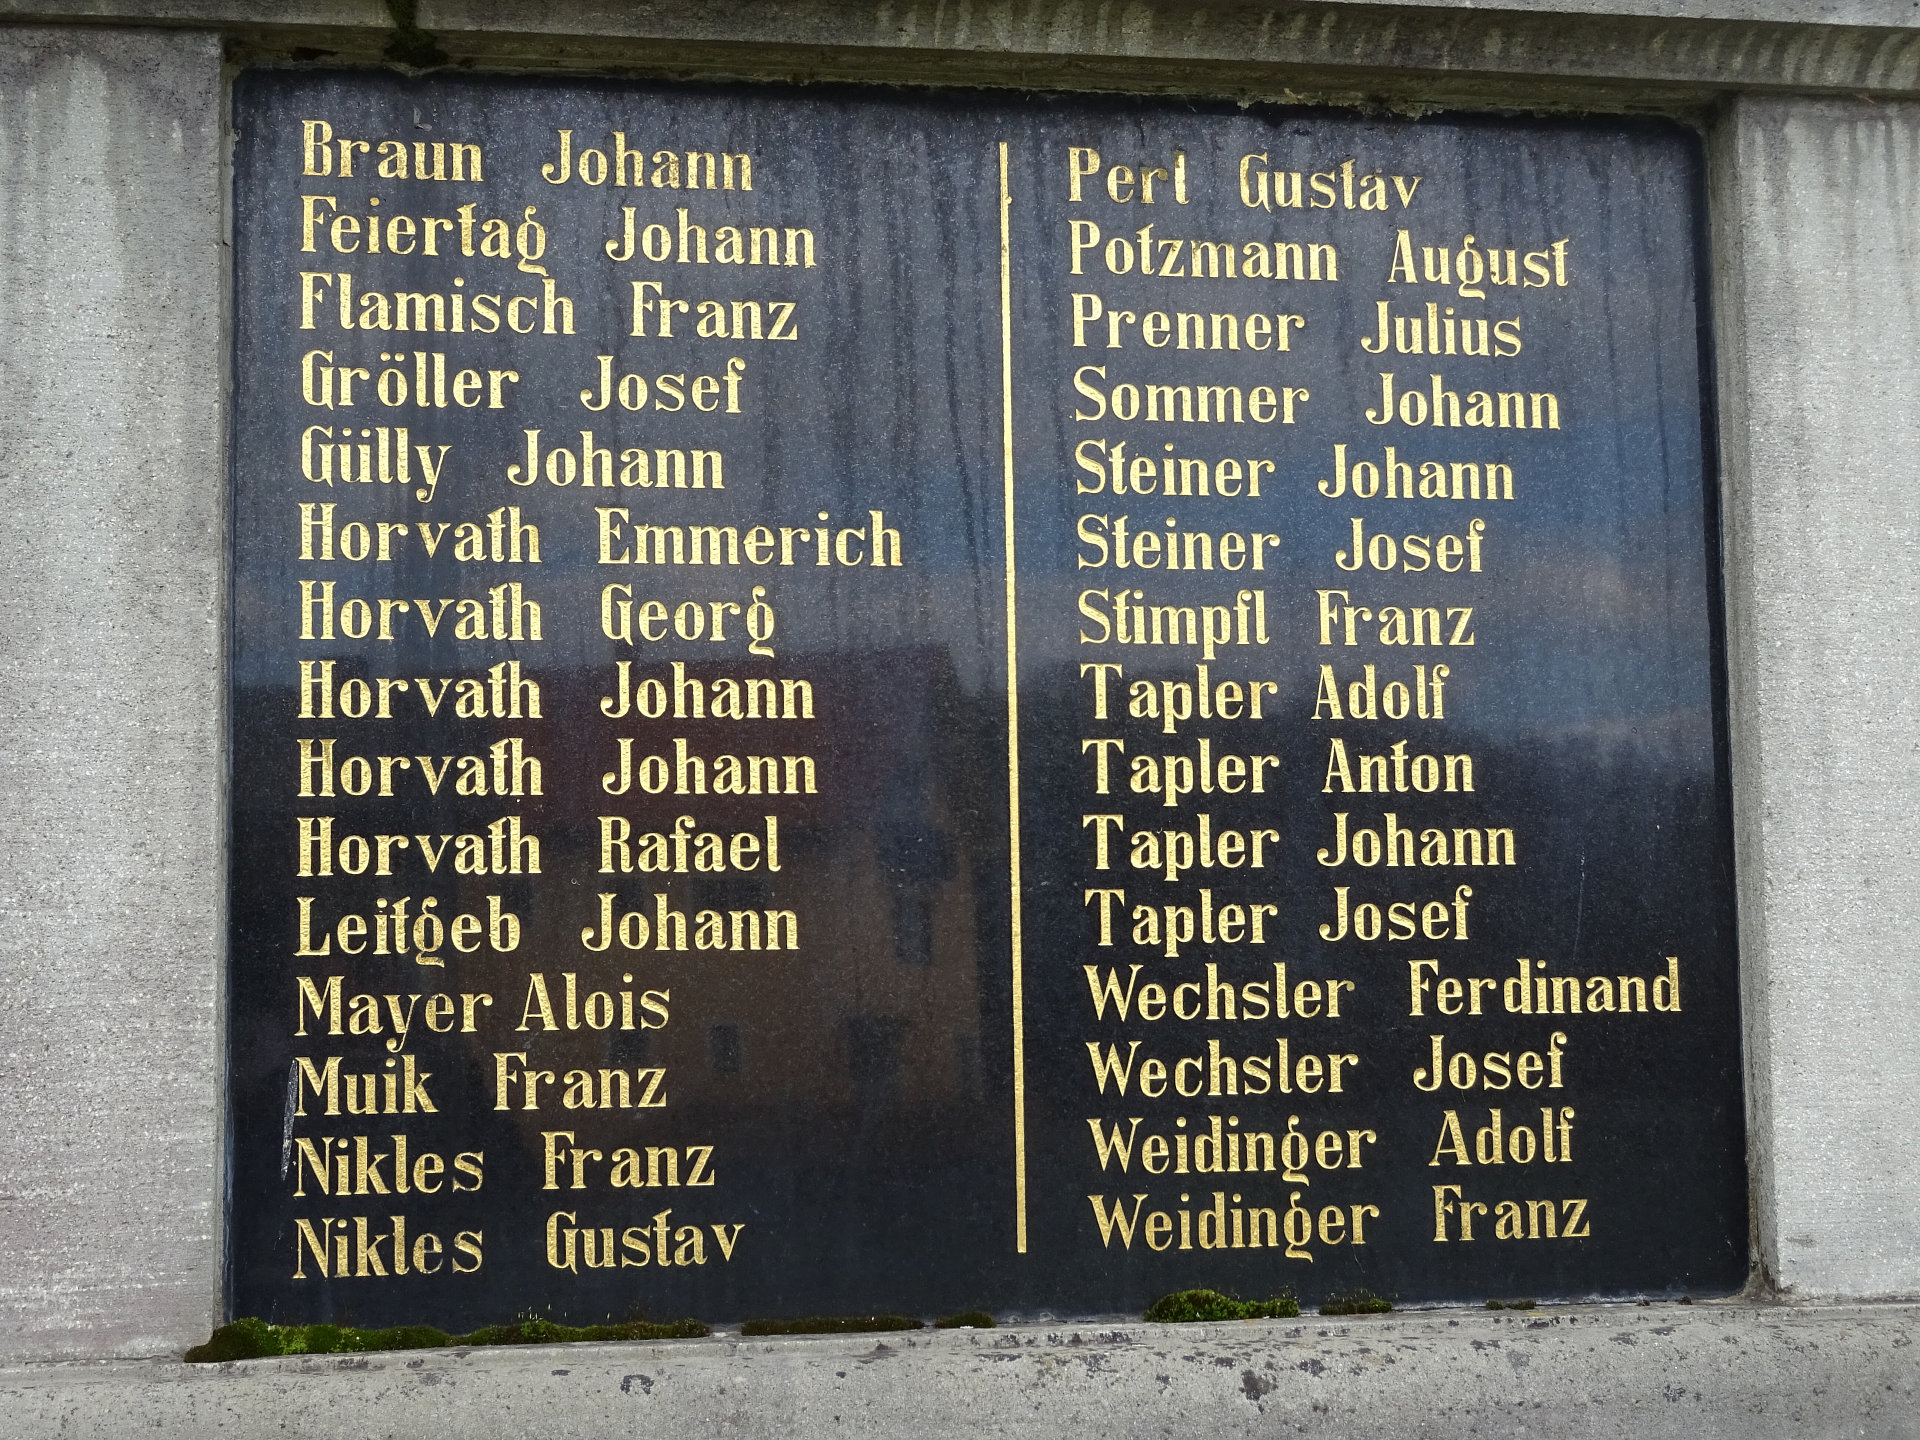 Braun Johann
Feiertag Johann
Flamisch Franz
Gröller Josef
Gülly Johann
Horvath Emmerich
Horvath Georg
Horvath Johann
Horvath Johann
Horvath Rafael
Leitgeb Johann
Mayer Alois
Muik Franz
Nikles Franz
Nikles Gustav
Perl Gustav
Potzmann August
Prenner Julius
Sommer Johann
Steiner Johann
Steiner Josef
Stimpfl Franz
Tapler Adolf
Tapler Anton
Tapler Johann
Tapler Josef
Wechsler Ferdinand
Wechsler Josef
Weidinger Adolf
Weidinger Franz